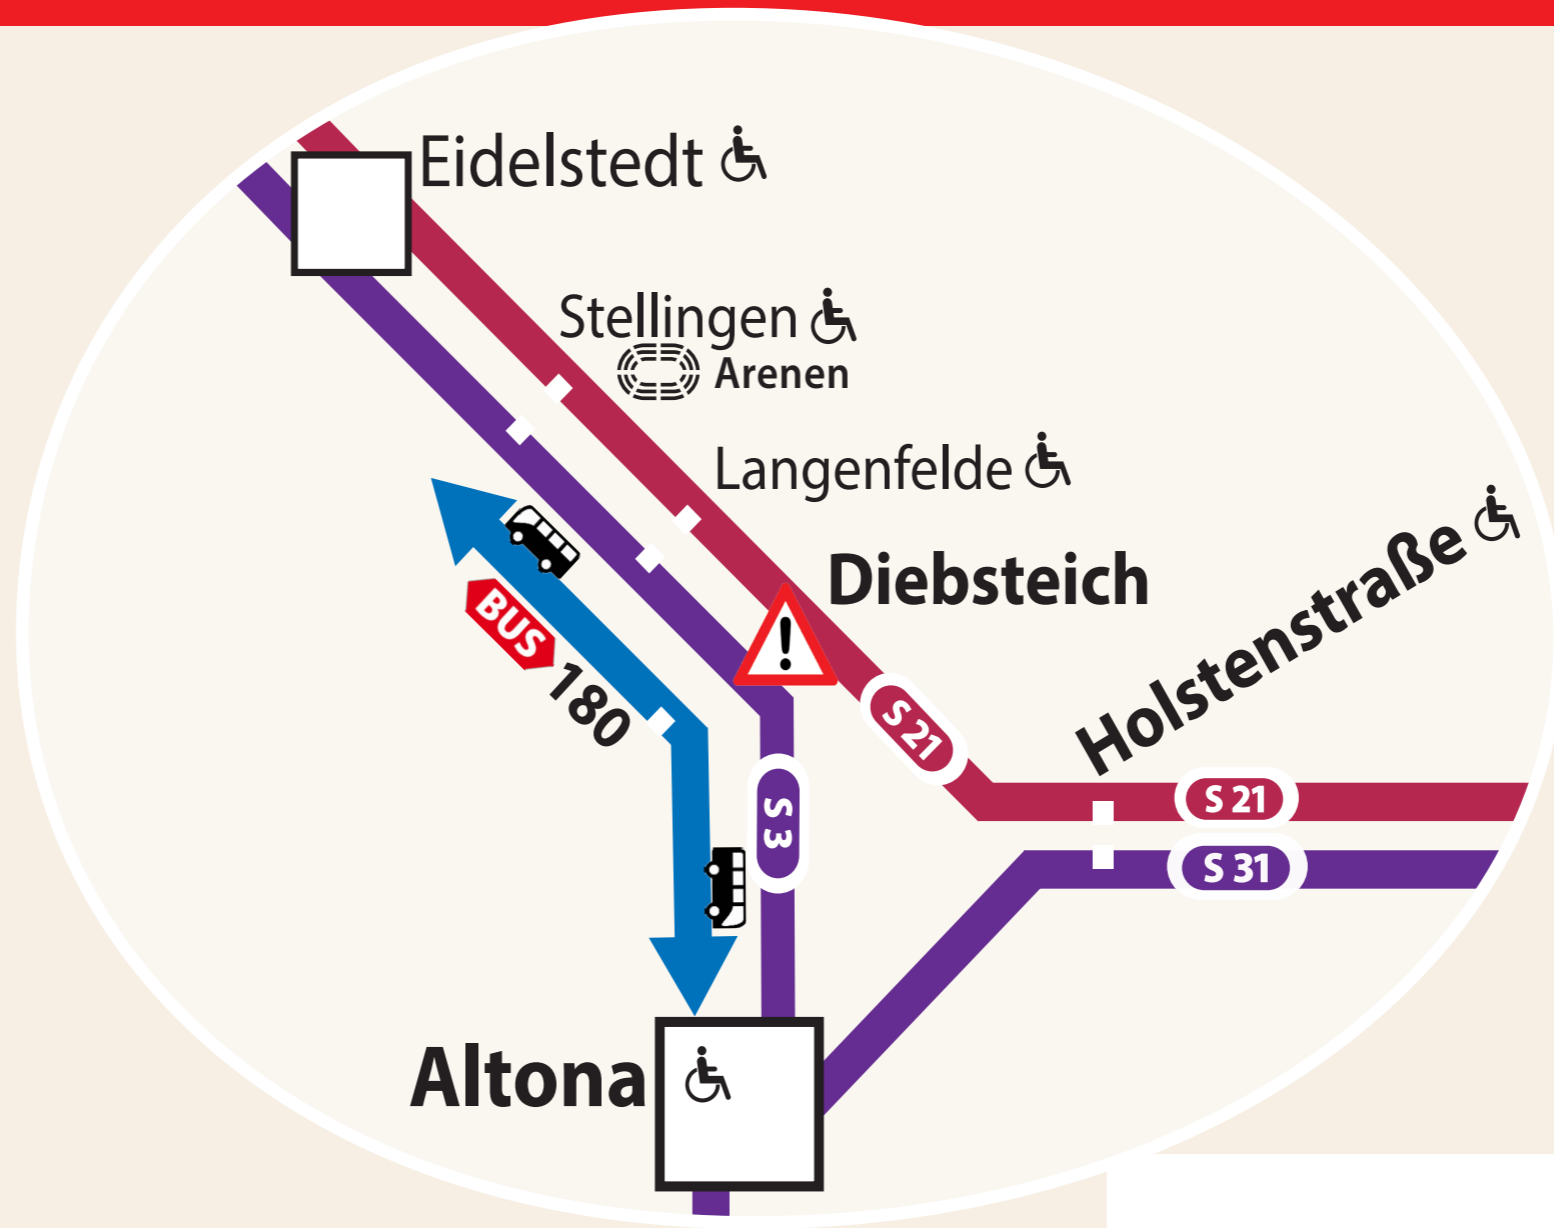 Eidelstedt
Stellingen
Arenen
Langenfelde
Diebsteich
Holstenstraße
BUS 180
S 21
S 21
S 3
S 31
Altona